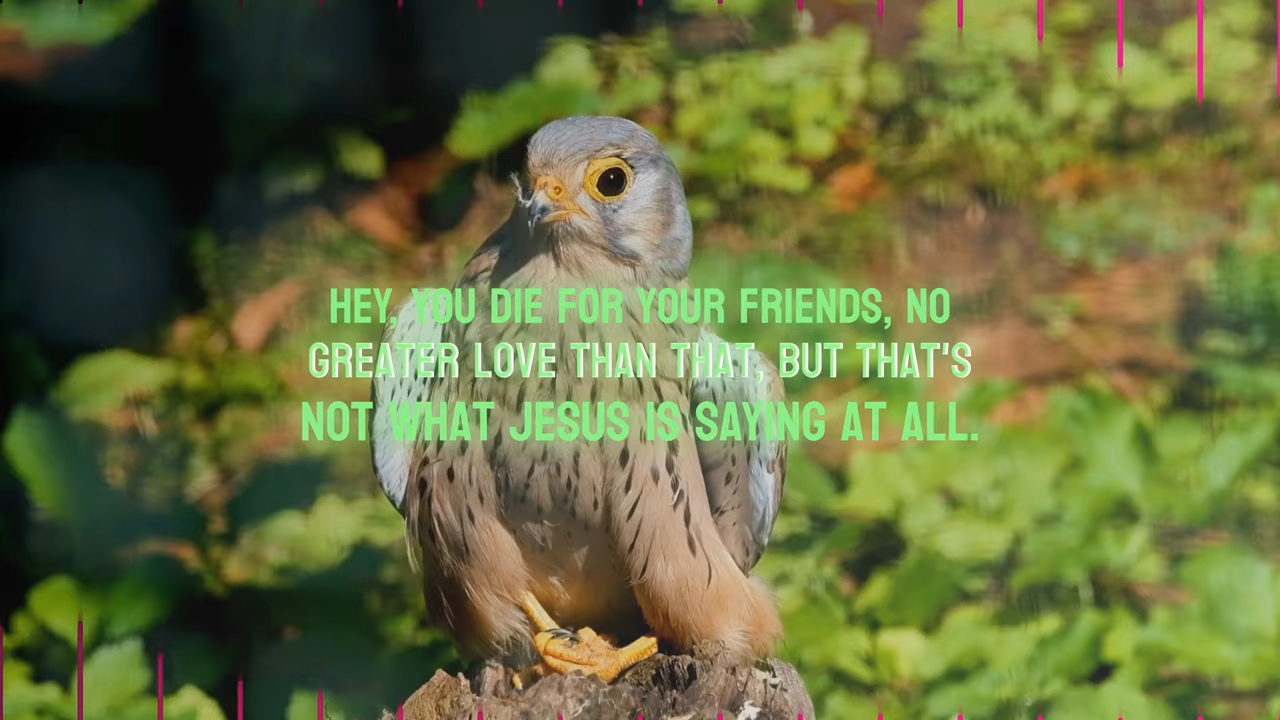 HEY, YOU DIE FOR YOUR FRIENDS, NO
GREATER LOVE THAN THAT, BUT THAT'S
NOT WHAT JESUS IS SAYING AT ALL.